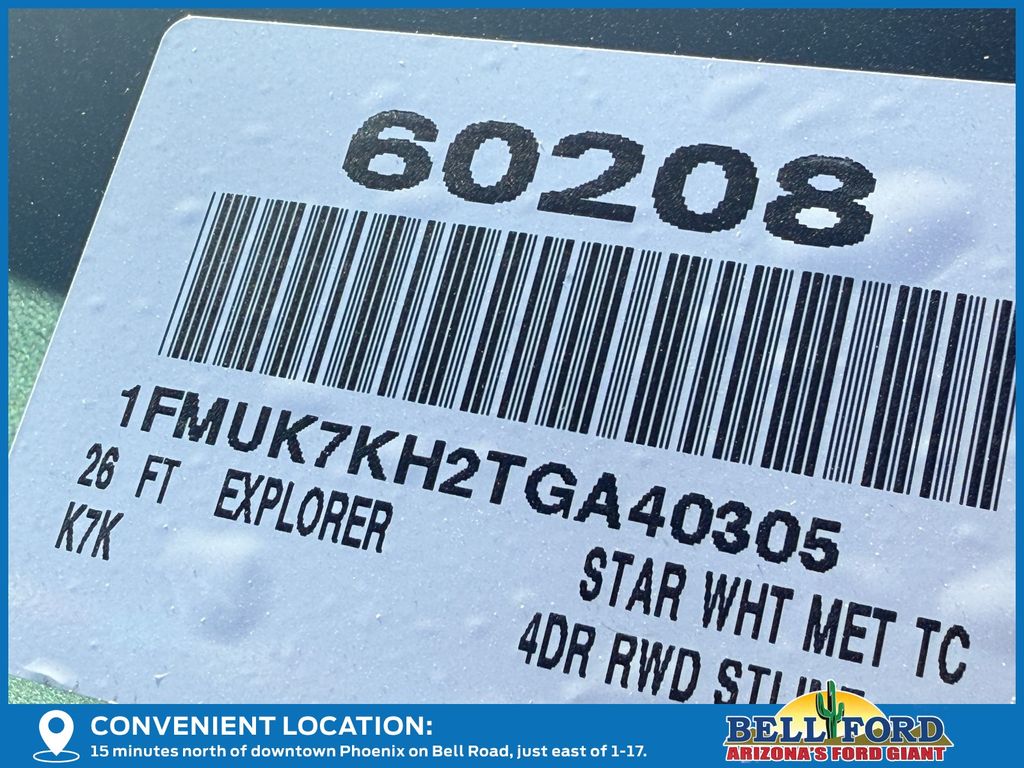 60208
1FMUK7KH2TGA40305
26 FT EXPLORER
K7K
STAR WHT MET TC
4DR RWD
CONVENIENT LOCATION:
15 minutes north of downtown Phoenix on Bell Road, just east of 1-17.
BELL FORD
ARIZONA'S FORD GIANT